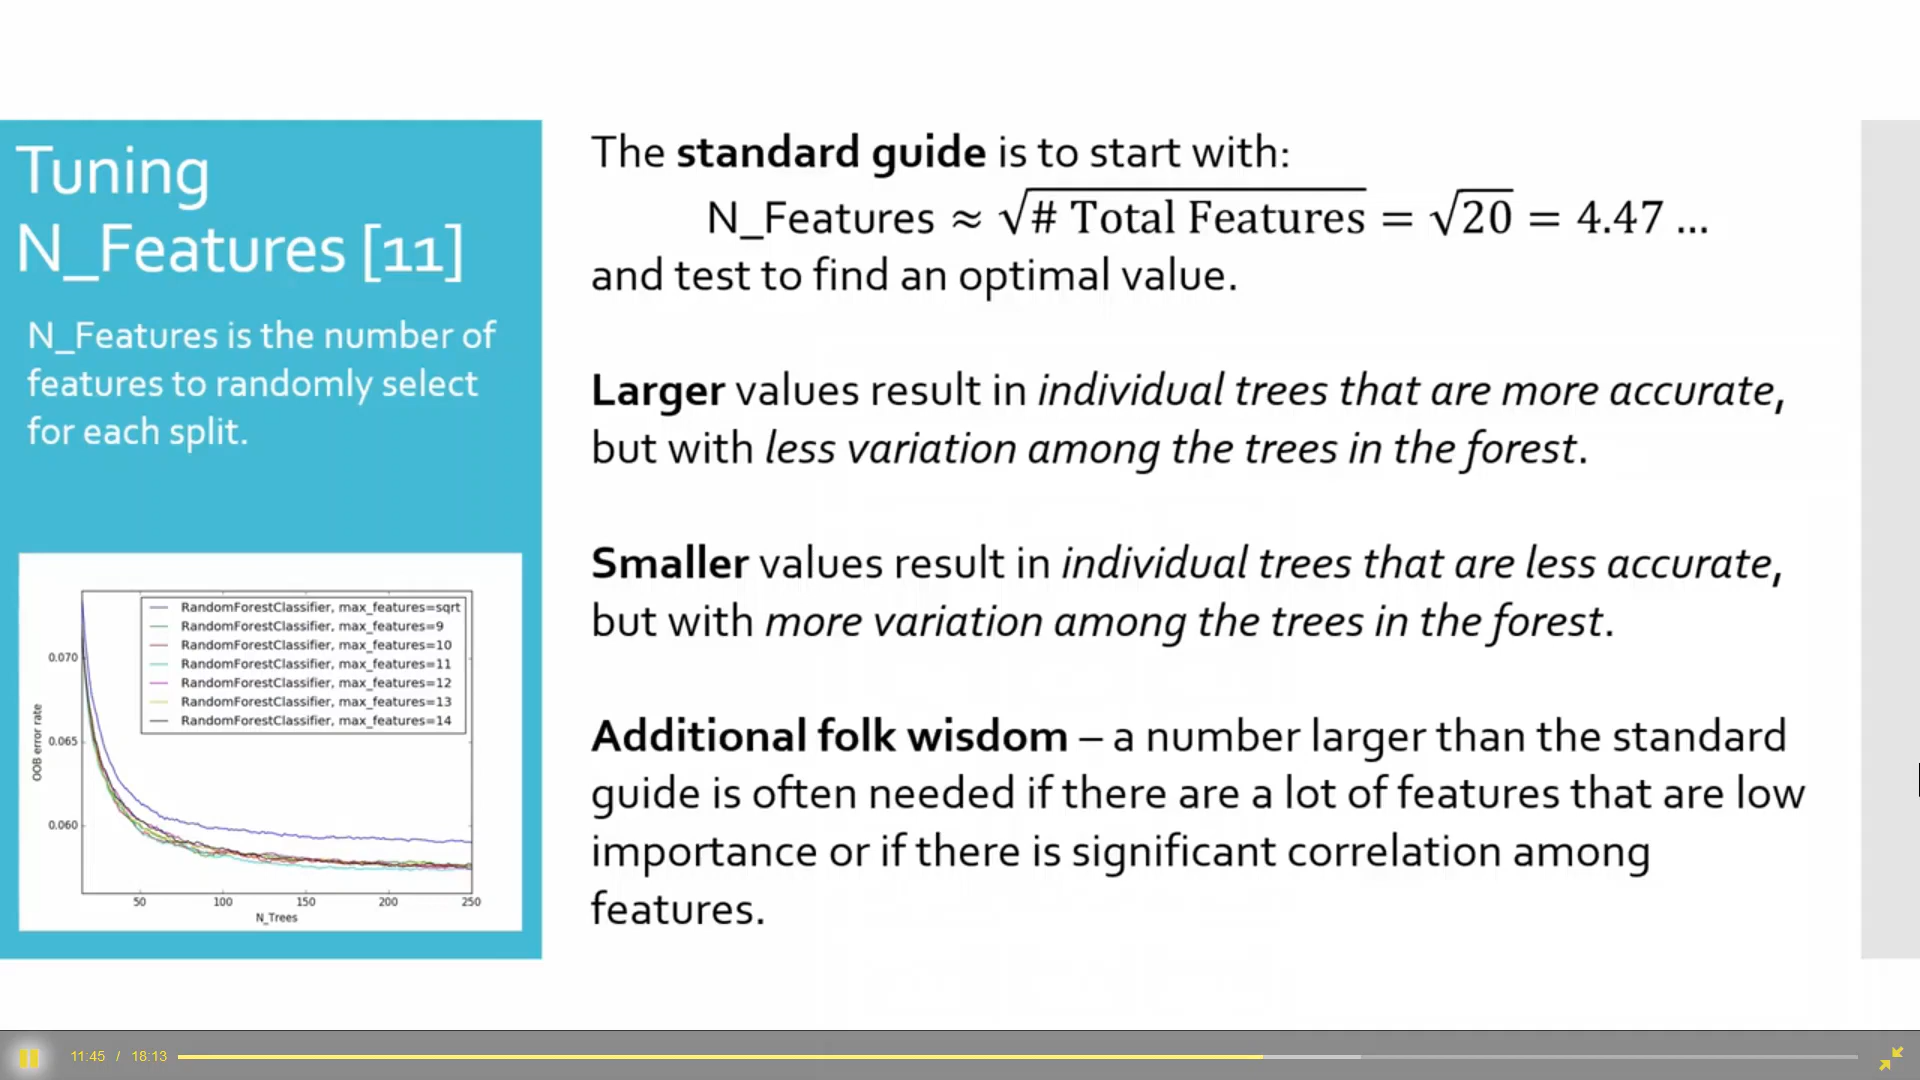 Tuning
N_Features [11]
N_Features is the number of
features to randomly select
for each split.
RandomForestClassifier, max_features=sqrt
RandomForestClassifier, max_features=9
RandomForestClassifier, max_features=10
RandomForestClassifier, max_features=11
RandomForestClassifier, max_features=12
RandomForestClassifier, max_features=13
RandomForestClassifier, max_features=14
0.070
0.065
0.060
OOB error rate
50 100 150 200 250
N_Trees
The standard guide is to start with:
N_Features ≈ √# Total Features = √20 = 4.47 ...
and test to find an optimal value.
Larger values result in individual trees that are more accurate,
but with less variation among the trees in the forest.
Smaller values result in individual trees that are less accurate,
but with more variation among the trees in the forest.
Additional folk wisdom – a number larger than the standard
guide is often needed if there are a lot of features that are low
importance or if there is significant correlation among
features.
11:45 / 18:13